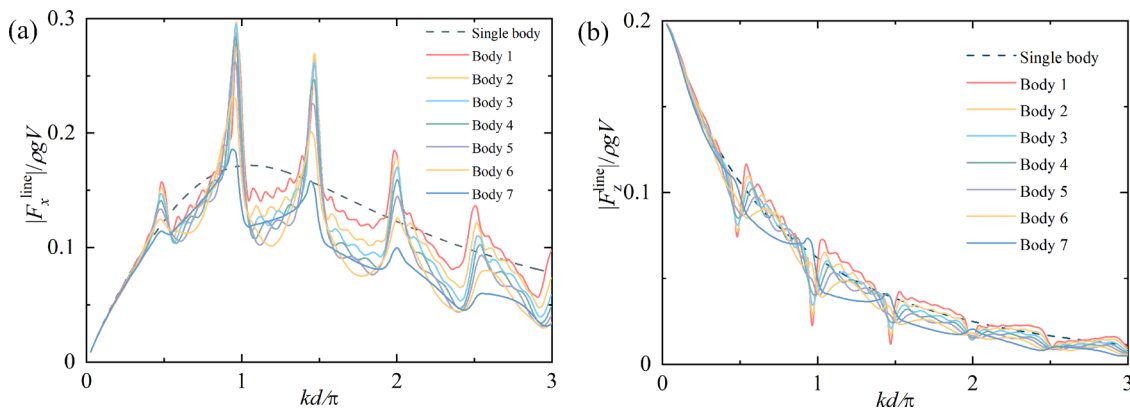 (a)
|F_x^line|/ρgV
0.3
0.2
0.1
0
0
1
2
3
kd/π
Single body
Body 1
Body 2
Body 3
Body 4
Body 5
Body 6
Body 7
(b)
|F_z^line|/ρgV
0.2
0.1
0
0
1
2
3
kd/π
Single body
Body 1
Body 2
Body 3
Body 4
Body 5
Body 6
Body 7